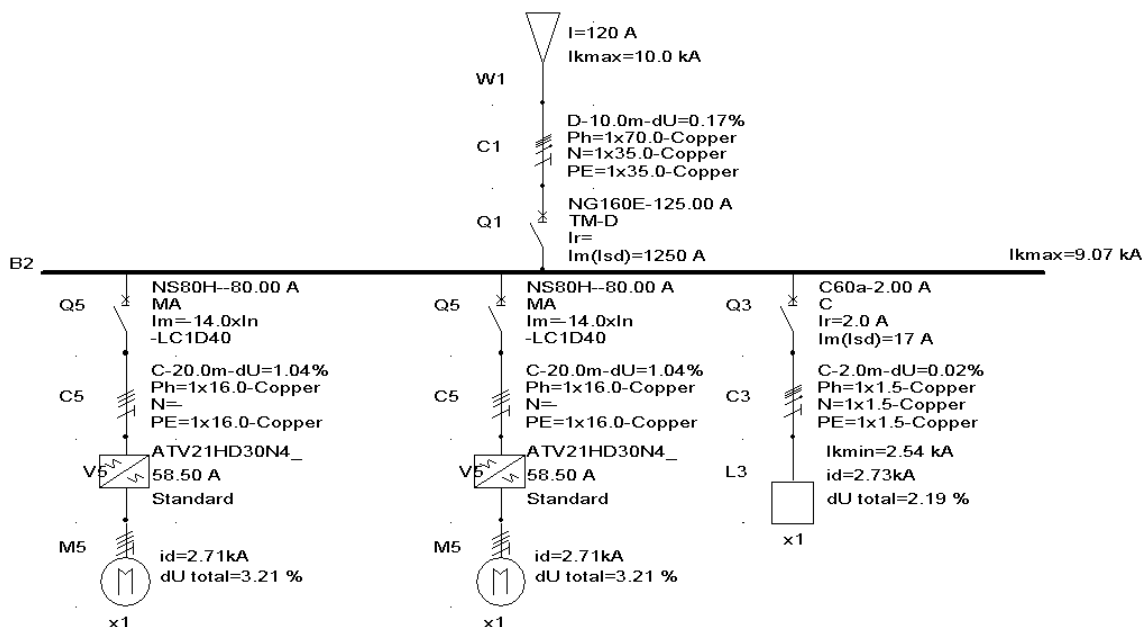 I=120 A
Ikmax=10.0 kA
W1
C1
D-10.0m-dU=0.17%
Ph=1x70.0-Copper
N=1x35.0-Copper
PE=1x35.0-Copper
Q1
NG160E-125.00 A
TM-D
Ir=
Im(Isd)=1250 A
B2
Ikmax=9.07 kA
Q5
NS80H--80.00 A
MA
Im=-14.0xIn
-LC1D40
C5
C-20.0m-dU=1.04%
Ph=1x16.0-Copper
N=-
PE=1x16.0-Copper
V5
ATV21HD30N4_
58.50 A
Standard
M5
M
id=2.71kA
dU total=3.21 %
x1
Q5
NS80H--80.00 A
MA
Im=-14.0xIn
-LC1D40
C5
C-20.0m-dU=1.04%
Ph=1x16.0-Copper
N=-
PE=1x16.0-Copper
V5
ATV21HD30N4_
58.50 A
Standard
M5
M
id=2.71kA
dU total=3.21 %
x1
Q3
C60a-2.00 A
C
Ir=2.0 A
Im(Isd)=17 A
C3
C-2.0m-dU=0.02%
Ph=1x1.5-Copper
N=1x1.5-Copper
PE=1x1.5-Copper
L3
Ikmin=2.54 kA
id=2.73kA
dU total=2.19 %
x1